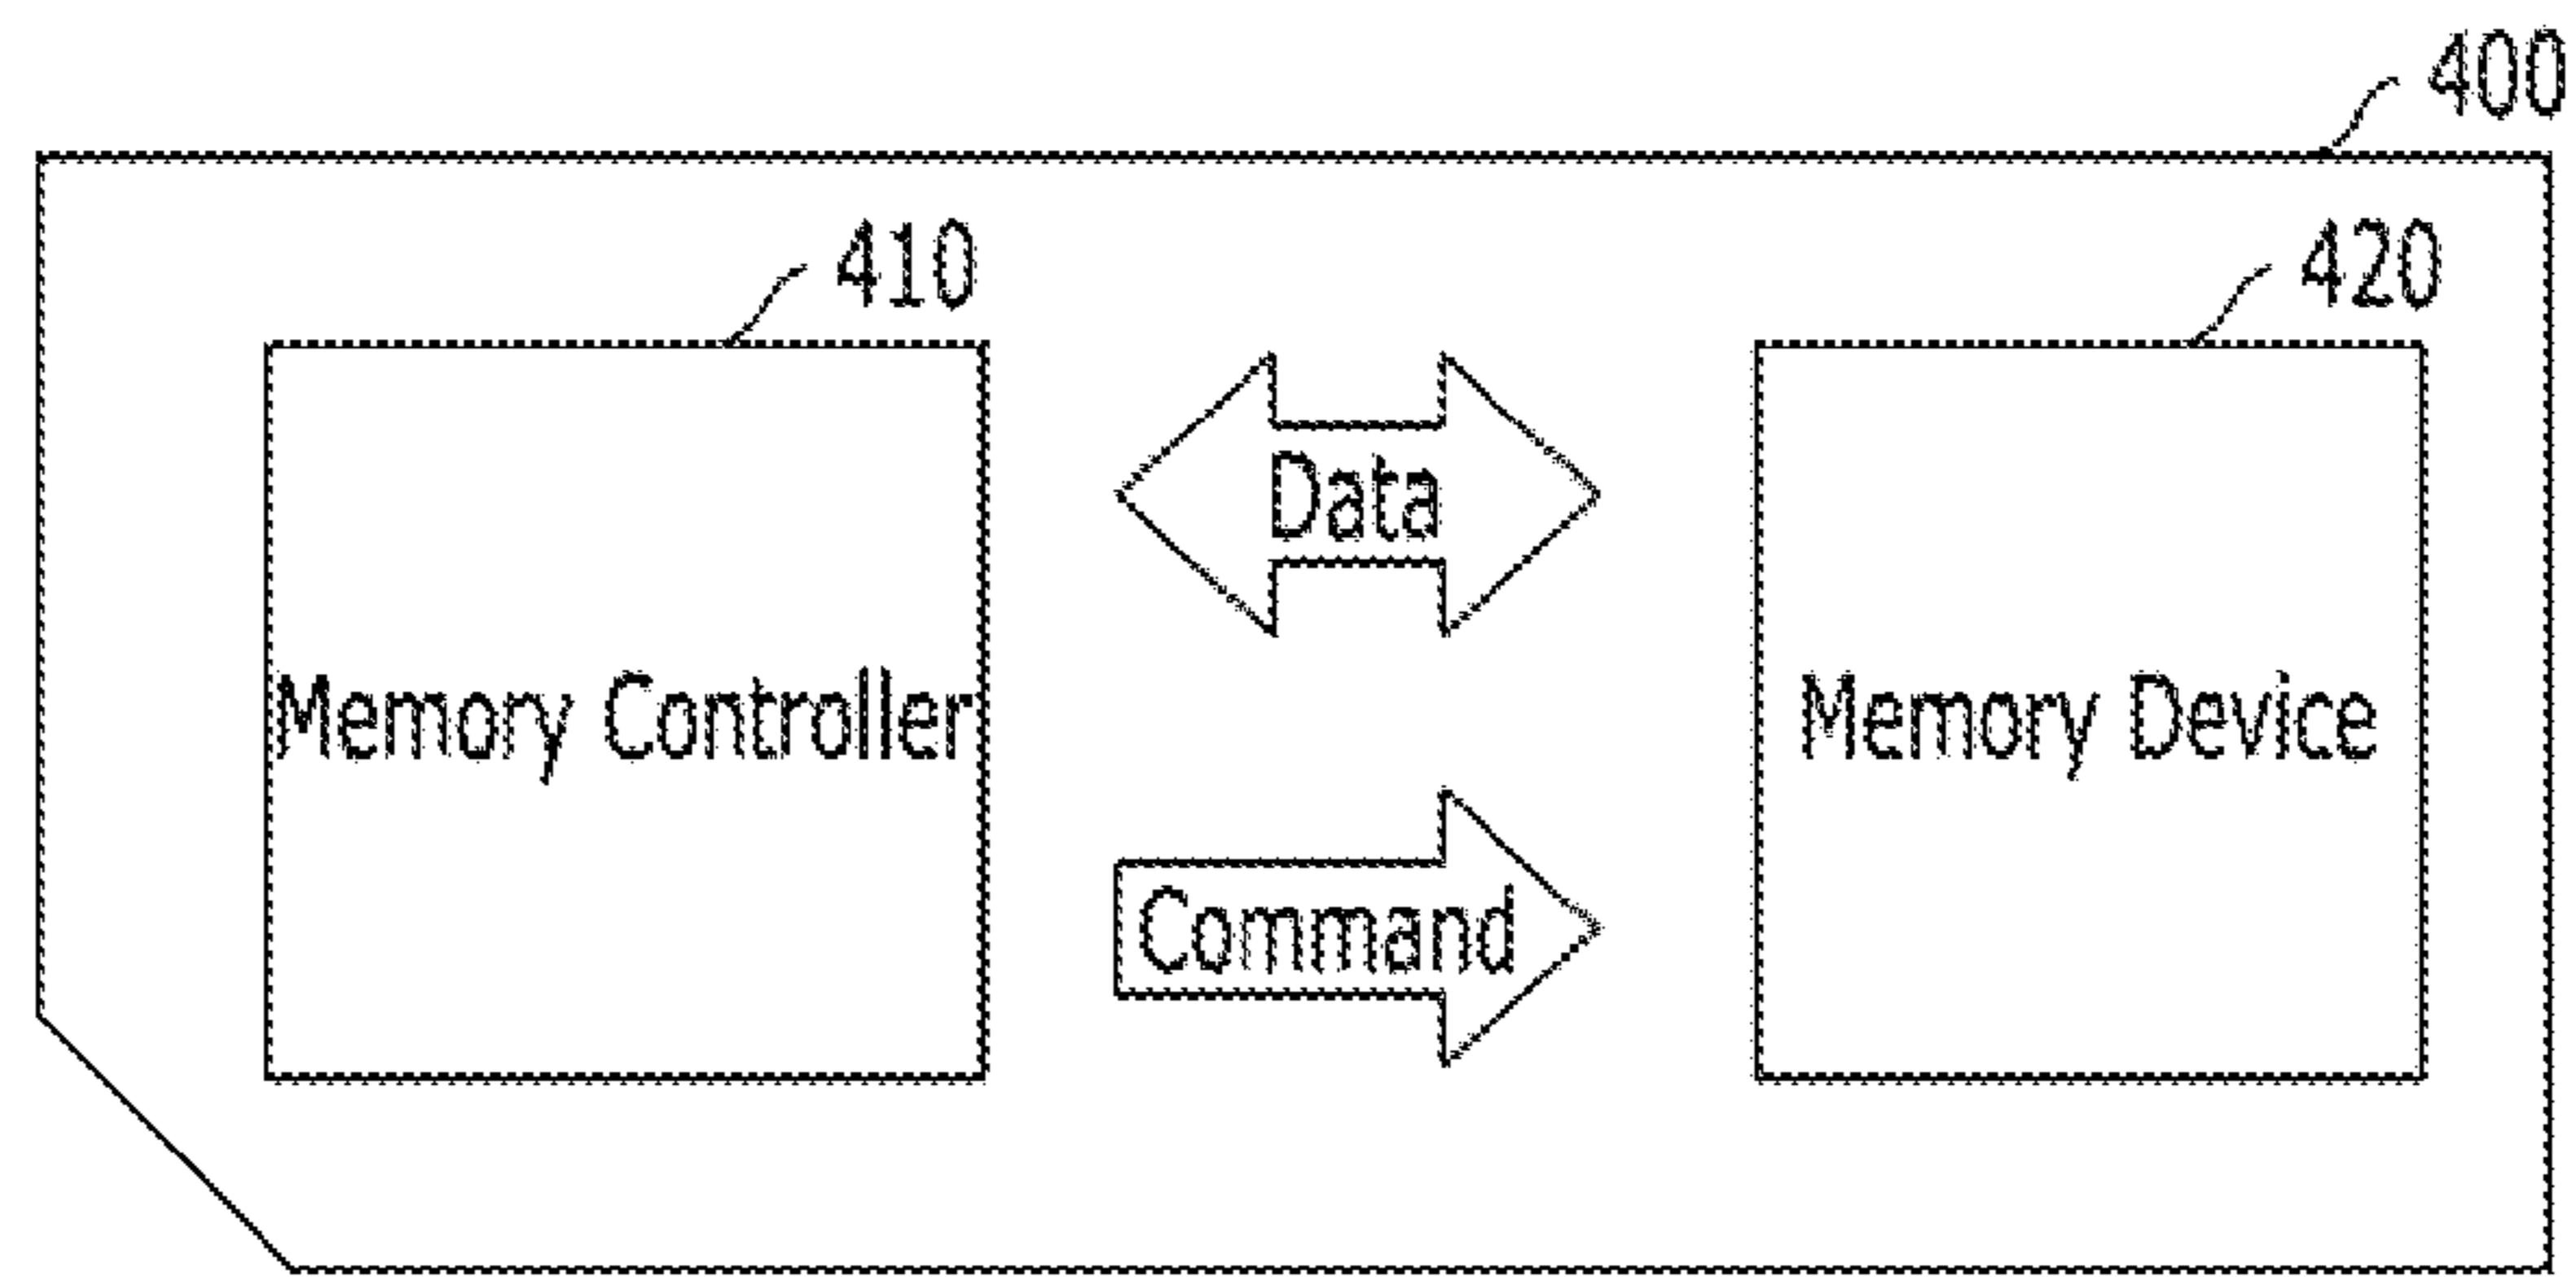 400
410
420
Data
Memory Controller
Memory Device
Command